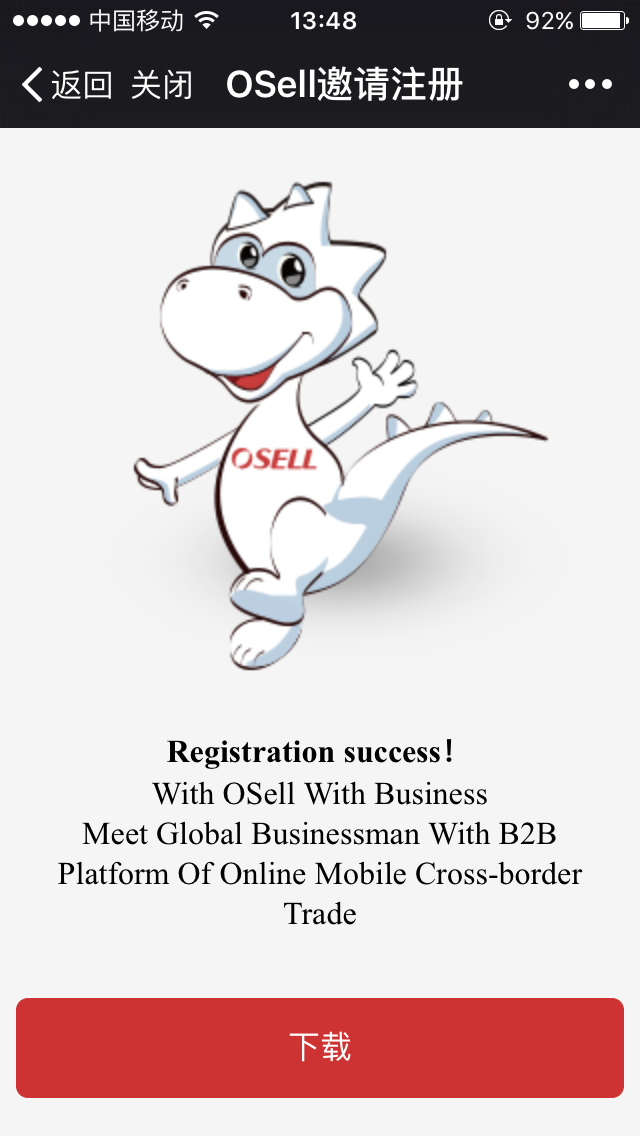 中国移动 13:48 92%
返回 关闭 OSell邀请注册
OSELL
Registration success！
With OSell With Business
Meet Global Businessman With B2B
Platform Of Online Mobile Cross-border
Trade
下载